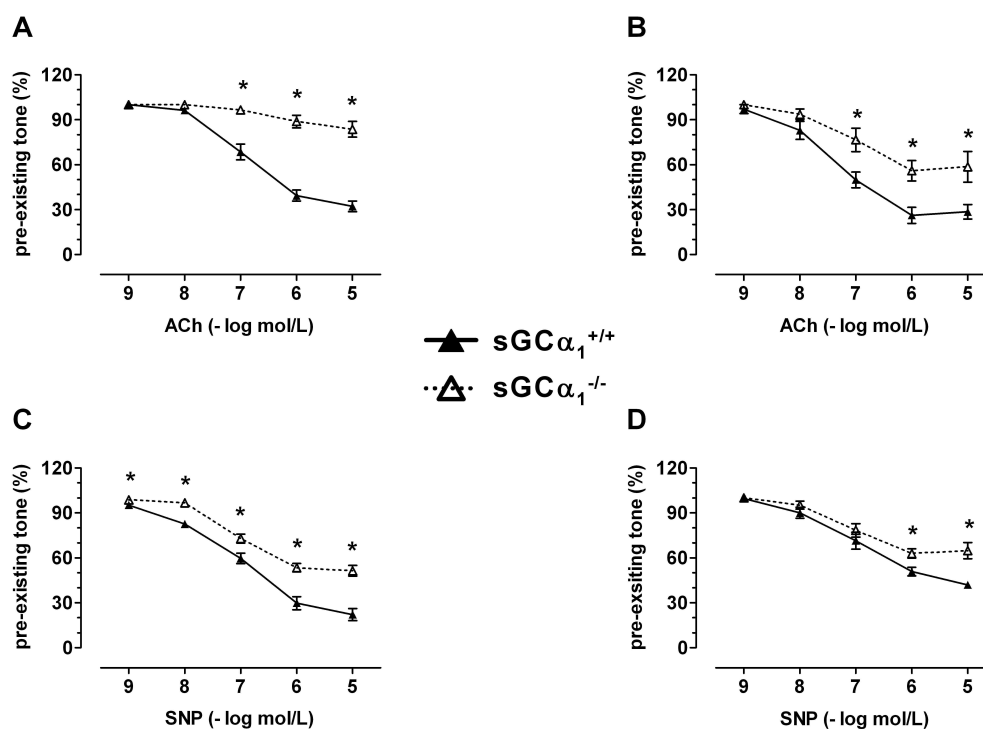 A
pre-existing tone (%)
120
90
60
30
0
* * *
9 8 7 6 5
ACh (- log mol/L)
B
pre-existing tone (%)
120
90
60
30
0
* * *
9 8 7 6 5
ACh (- log mol/L)
sGCα₁⁺/⁺
sGCα₁⁻/⁻
C
pre-existing tone (%)
120
90
60
30
0
* * * * *
9 8 7 6 5
SNP (- log mol/L)
D
pre-exsiting tone (%)
120
90
60
30
0
* *
9 8 7 6 5
SNP (- log mol/L)